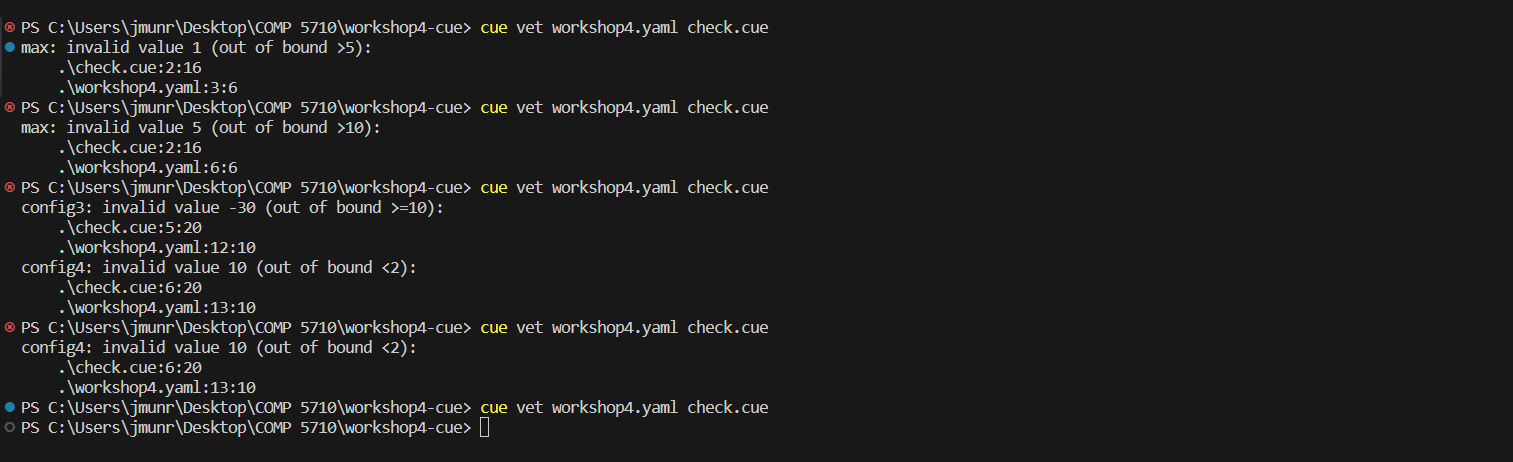 PS C:\Users\jmunr\Desktop\COMP 5710\workshop4-cue> cue vet workshop4.yaml check.cue
max: invalid value 1 (out of bound >5):
    .\check.cue:2:16
    .\workshop4.yaml:3:6
PS C:\Users\jmunr\Desktop\COMP 5710\workshop4-cue> cue vet workshop4.yaml check.cue
max: invalid value 5 (out of bound >10):
    .\check.cue:2:16
    .\workshop4.yaml:6:6
PS C:\Users\jmunr\Desktop\COMP 5710\workshop4-cue> cue vet workshop4.yaml check.cue
config3: invalid value -30 (out of bound >=10):
    .\check.cue:5:20
    .\workshop4.yaml:12:10
config4: invalid value 10 (out of bound <2):
    .\check.cue:6:20
    .\workshop4.yaml:13:10
PS C:\Users\jmunr\Desktop\COMP 5710\workshop4-cue> cue vet workshop4.yaml check.cue
config4: invalid value 10 (out of bound <2):
    .\check.cue:6:20
    .\workshop4.yaml:13:10
PS C:\Users\jmunr\Desktop\COMP 5710\workshop4-cue> cue vet workshop4.yaml check.cue
PS C:\Users\jmunr\Desktop\COMP 5710\workshop4-cue>